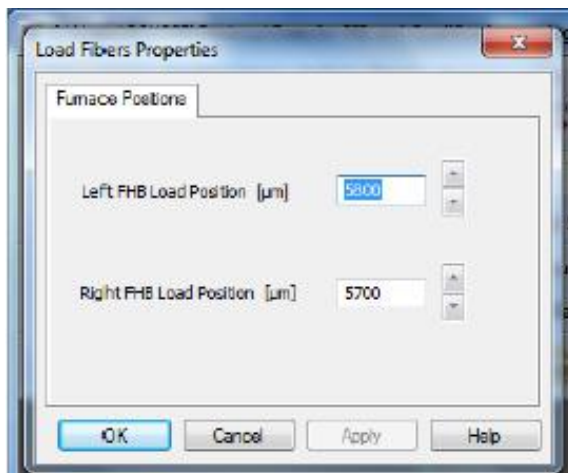 Load Fibers Properties
Furnace Positions
Left FHB Load Position [µm] 5800
Right FHB Load Position [µm] 5700
OK Cancel Apply Help